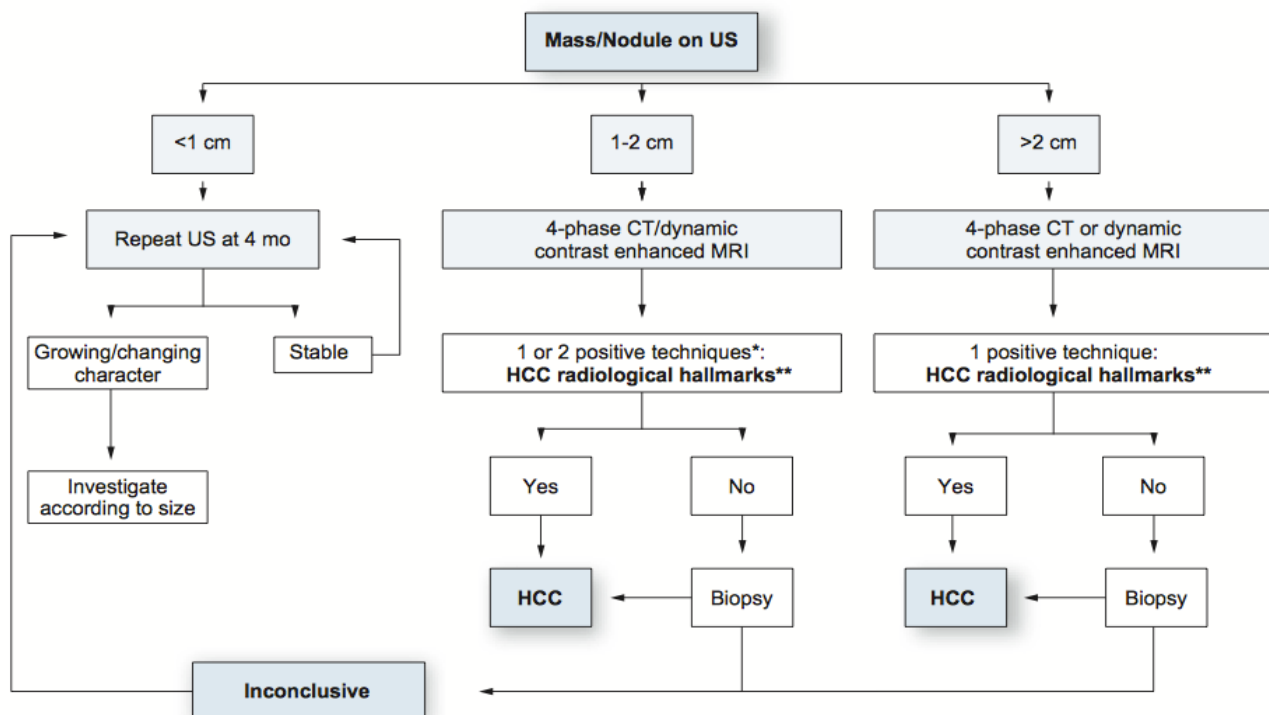 Mass/Nodule on US
<1 cm
1-2 cm
>2 cm
Repeat US at 4 mo
4-phase CT/dynamic
contrast enhanced MRI
4-phase CT or dynamic
contrast enhanced MRI
Growing/changing
character
Stable
1 or 2 positive techniques*:
HCC radiological hallmarks**
1 positive technique:
HCC radiological hallmarks**
Investigate
according to size
Yes
No
Yes
No
HCC
Biopsy
HCC
Biopsy
Inconclusive